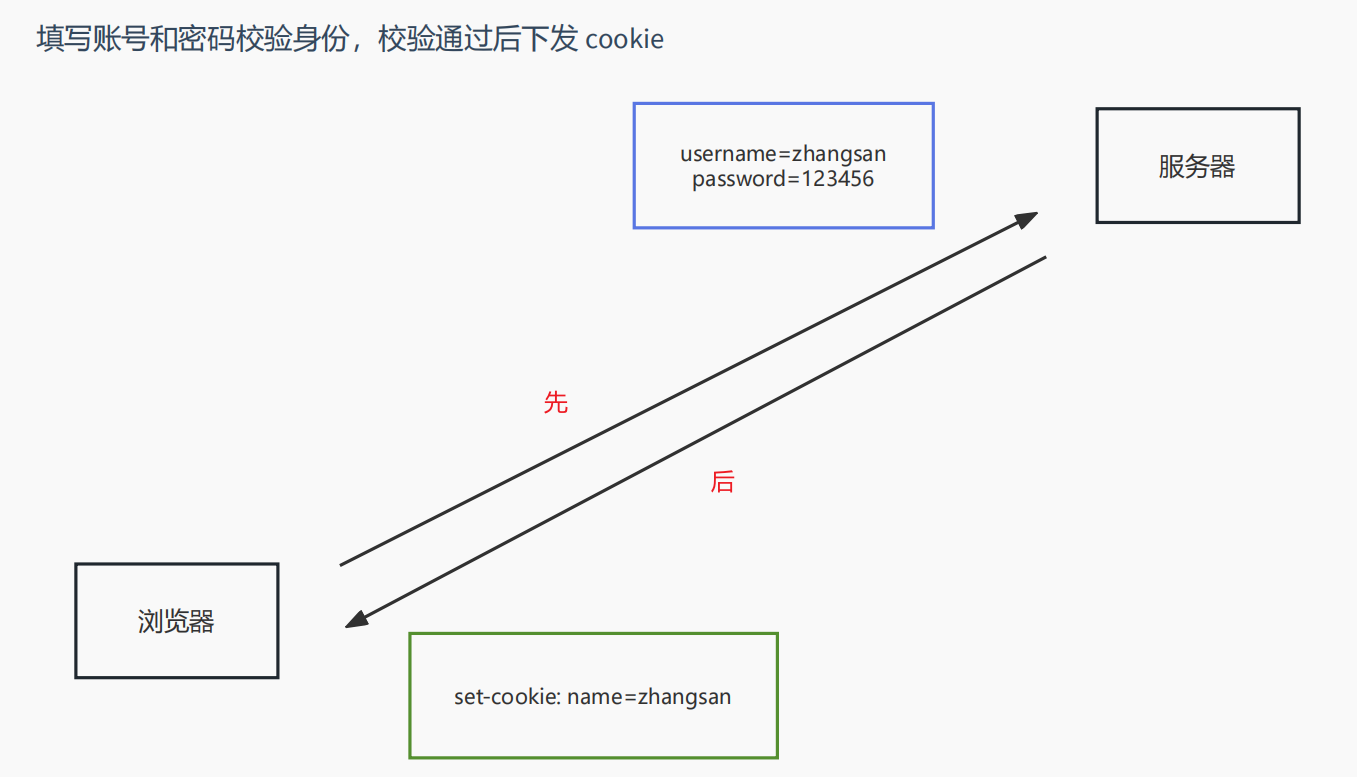 填写账号和密码校验身份，校验通过后下发 cookie
username=zhangsan
password=123456
服务器
先
后
浏览器
set-cookie: name=zhangsan